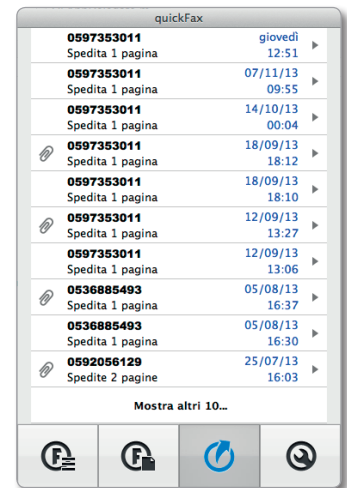 quickFax
0597353011 giovedì
Spedita 1 pagina 12:51
0597353011 07/11/13
Spedita 1 pagina 09:55
0597353011 14/10/13
Spedita 1 pagina 00:04
0597353011 18/09/13
Spedita 1 pagina 18:12
0597353011 18/09/13
Spedita 1 pagina 18:10
0597353011 12/09/13
Spedita 1 pagina 13:27
0597353011 12/09/13
Spedita 1 pagina 13:06
0536885493 05/08/13
Spedita 1 pagina 16:37
0536885493 05/08/13
Spedita 1 pagina 16:30
0592056129 25/07/13
Spedite 2 pagine 16:03
Mostra altri 10...
F F